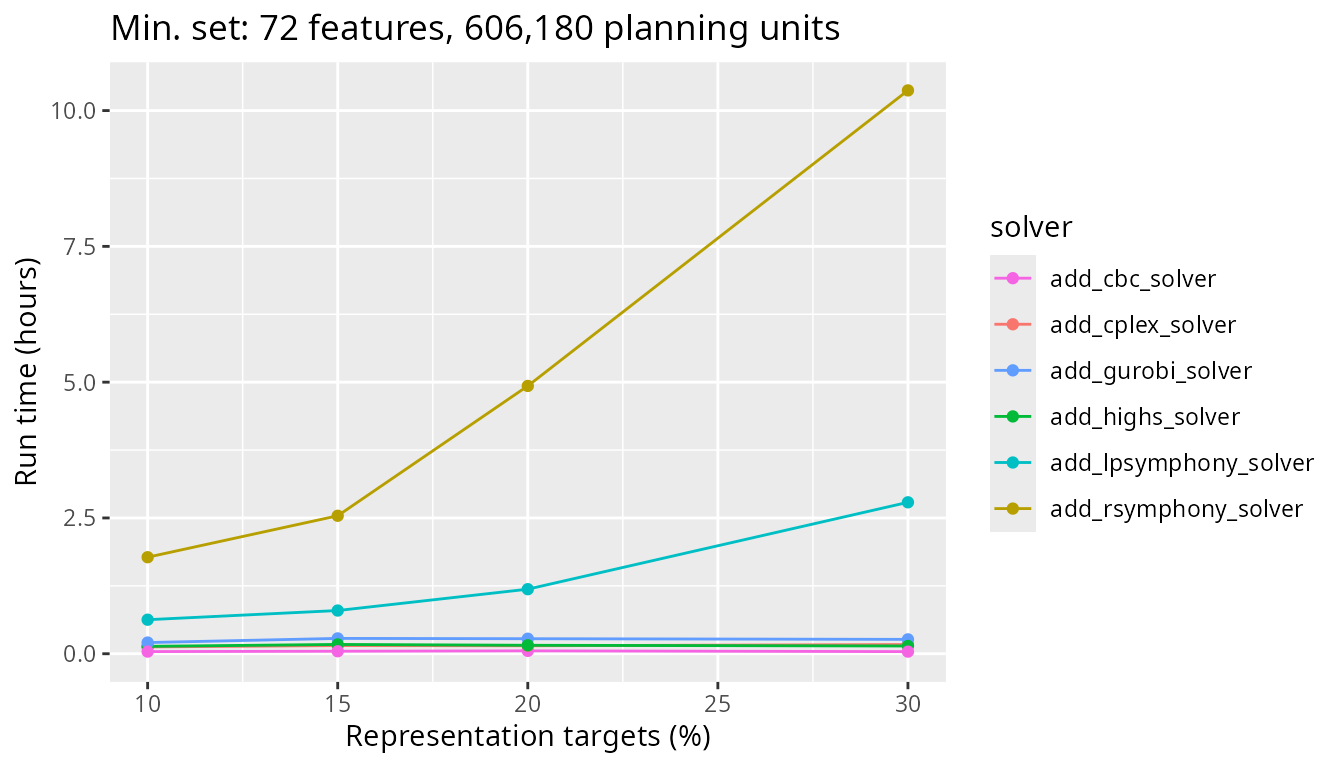 Min. set: 72 features, 606,180 planning units
Run time (hours)
10.0
7.5
5.0
2.5
0.0
10 15 20 25 30
Representation targets (%)
solver
add_cbc_solver
add_cplex_solver
add_gurobi_solver
add_highs_solver
add_lpsymphony_solver
add_rsymphony_solver